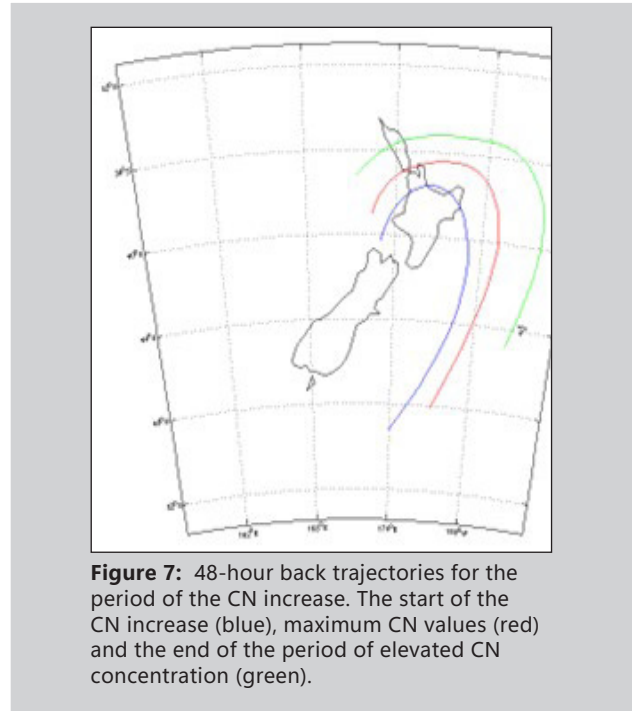 Figure 7: 48-hour back trajectories for the
period of the CN increase. The start of the
CN increase (blue), maximum CN values (red)
and the end of the period of elevated CN
concentration (green).